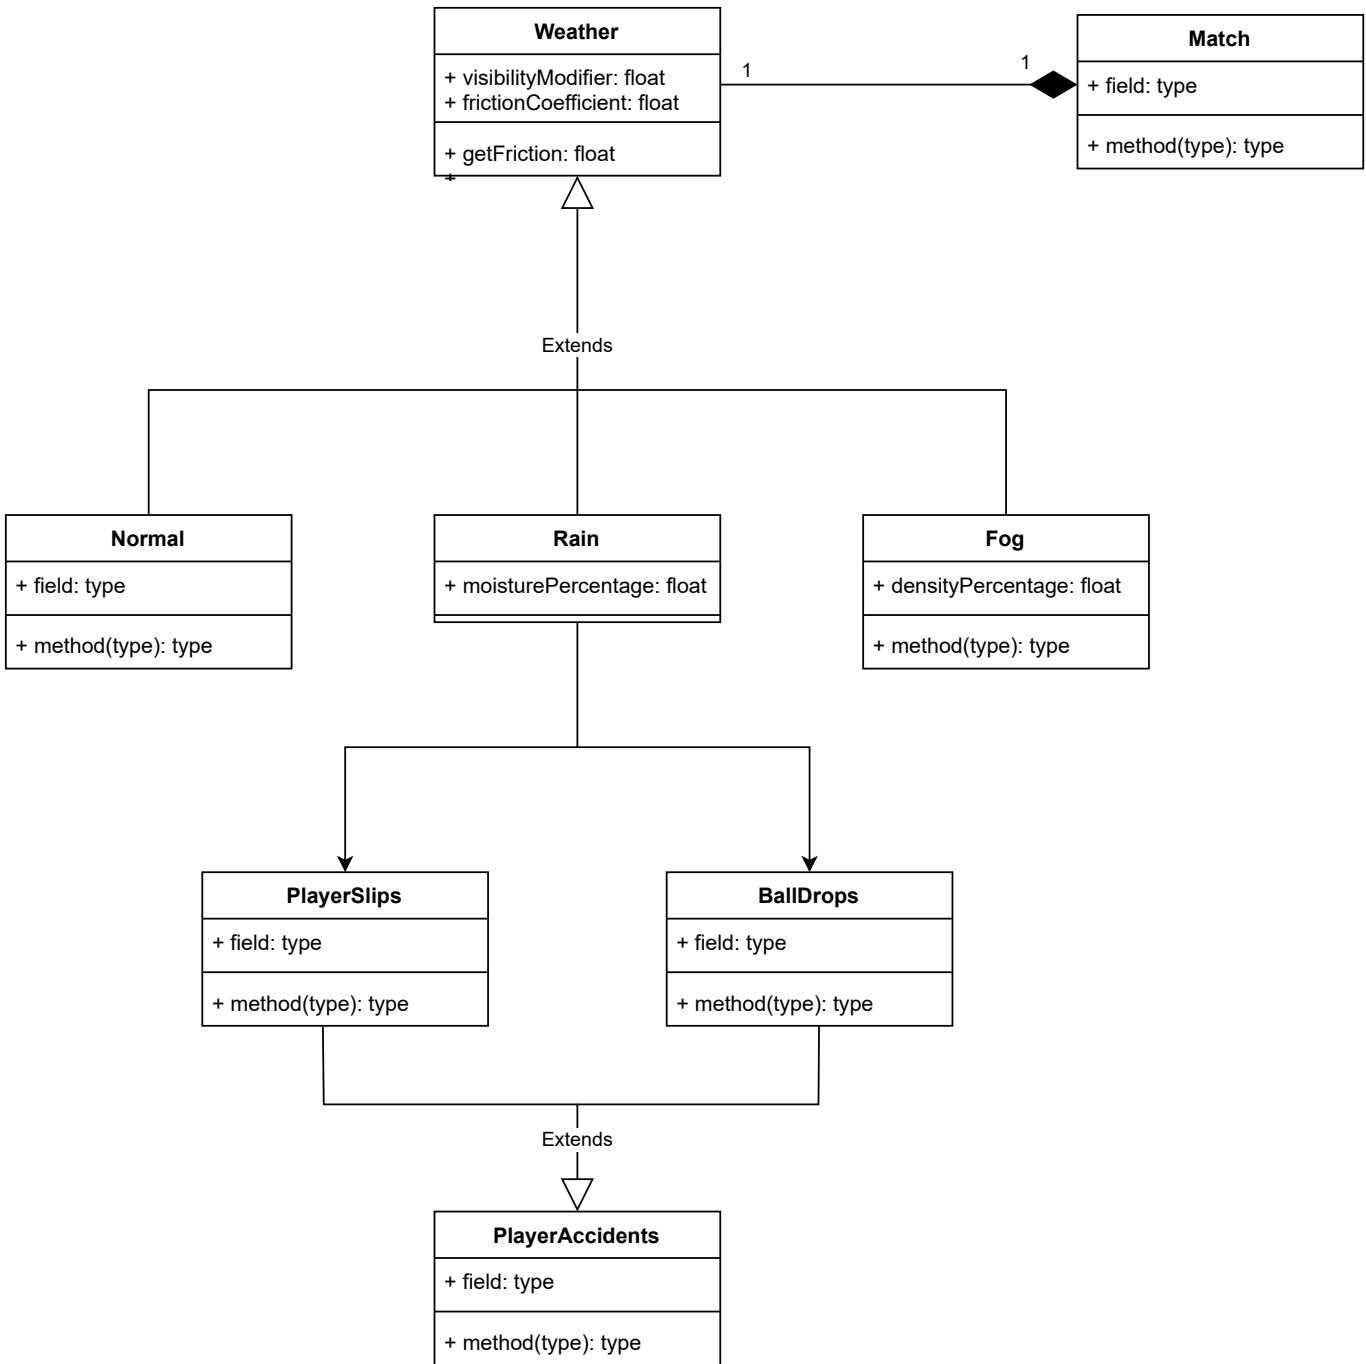 Weather
+ visibilityModifier: float
+ frictionCoefficient: float
+ getFriction: float
+
1
1
Match
+ field: type
+ method(type): type
Extends
Normal
+ field: type
+ method(type): type
Rain
+ moisturePercentage: float
Fog
+ densityPercentage: float
+ method(type): type
PlayerSlips
+ field: type
+ method(type): type
BallDrops
+ field: type
+ method(type): type
Extends
PlayerAccidents
+ field: type
+ method(type): type